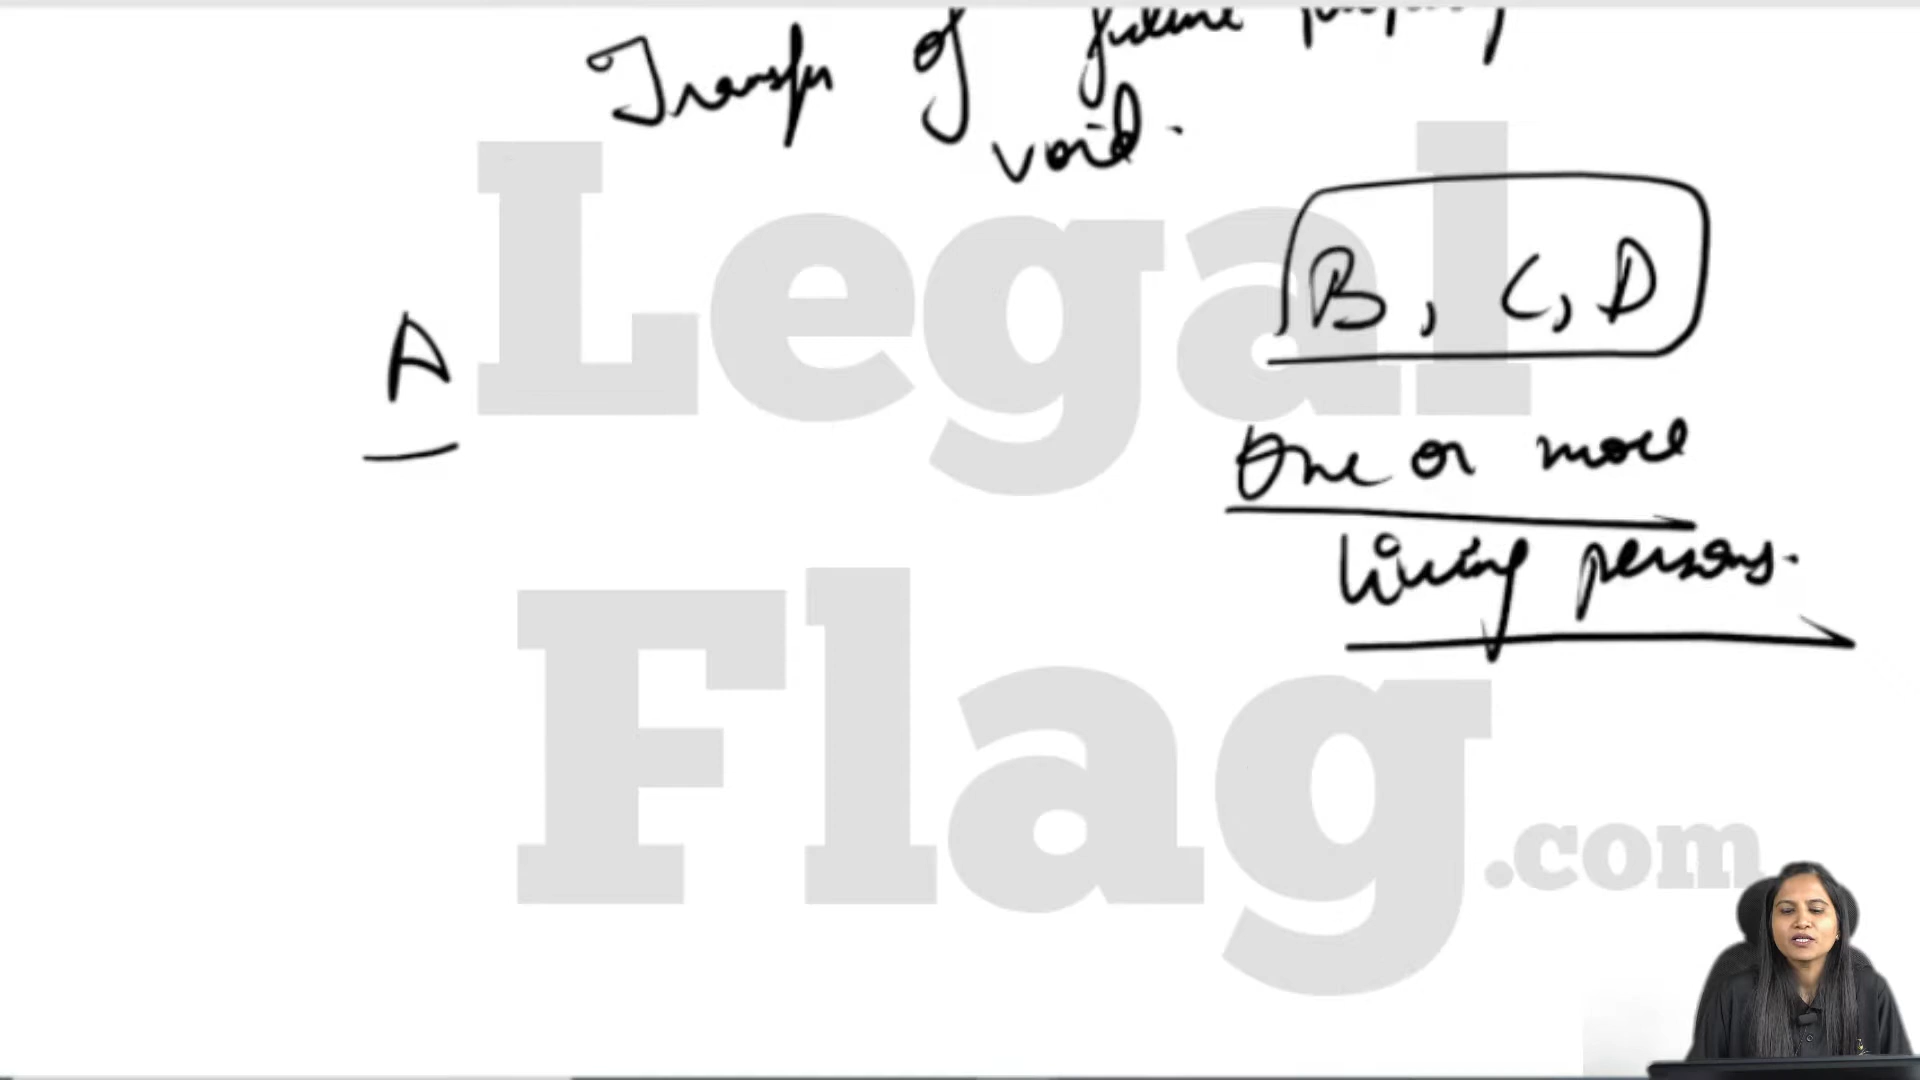 Transfer of future property
void.
B, C, D
A
One or more
living persons.
Legal
Flag
.com